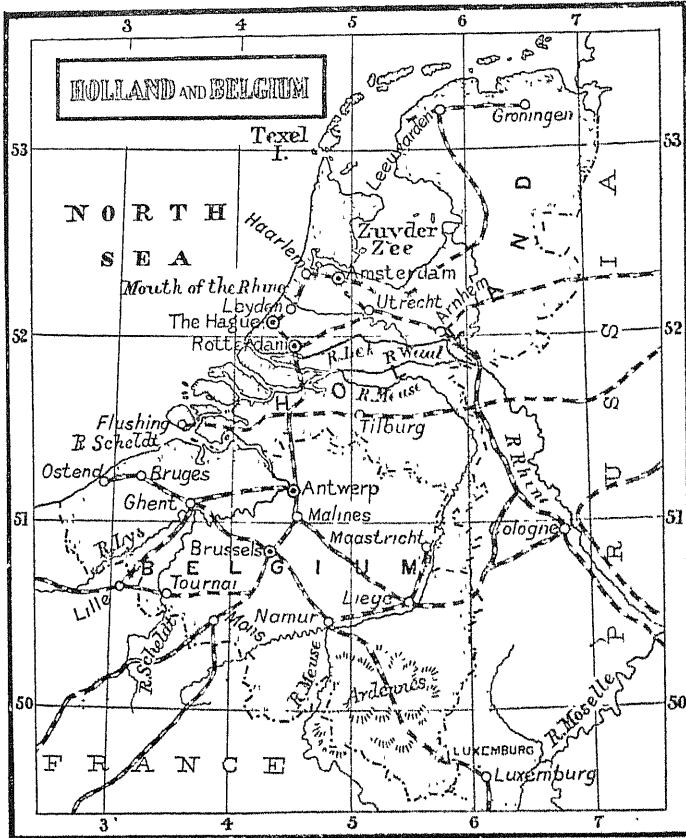 3 4 5 6 7
HOLLAND AND BELGIUM
Texel
I.
Leeuwarden
Groningen
53
53
NORTH
SEA
Zuyder
Zee
Haarlem
Amsterdam
Mouth of the Rhine
Leyden
Utrecht
Arnhem
The Hague
52
52
Rotterdam
R. Lek
R. Waal
R. Meuse
HOLLAND
Flushing
Tilburg
R. Scheldt
R. Rhine
PRUSSIA
Ostend
Bruges
Antwerp
Ghent
51
51
Malines
Cologne
R. Lys
Brussels
Maastricht
BELGIUM
Lille
Tournai
Liege
Mons
Namur
R. Scheldt
R. Meuse
Ardennes
R. Moselle
50
50
FRANCE
LUXEMBURG
Luxemburg
3 4 5 6 7